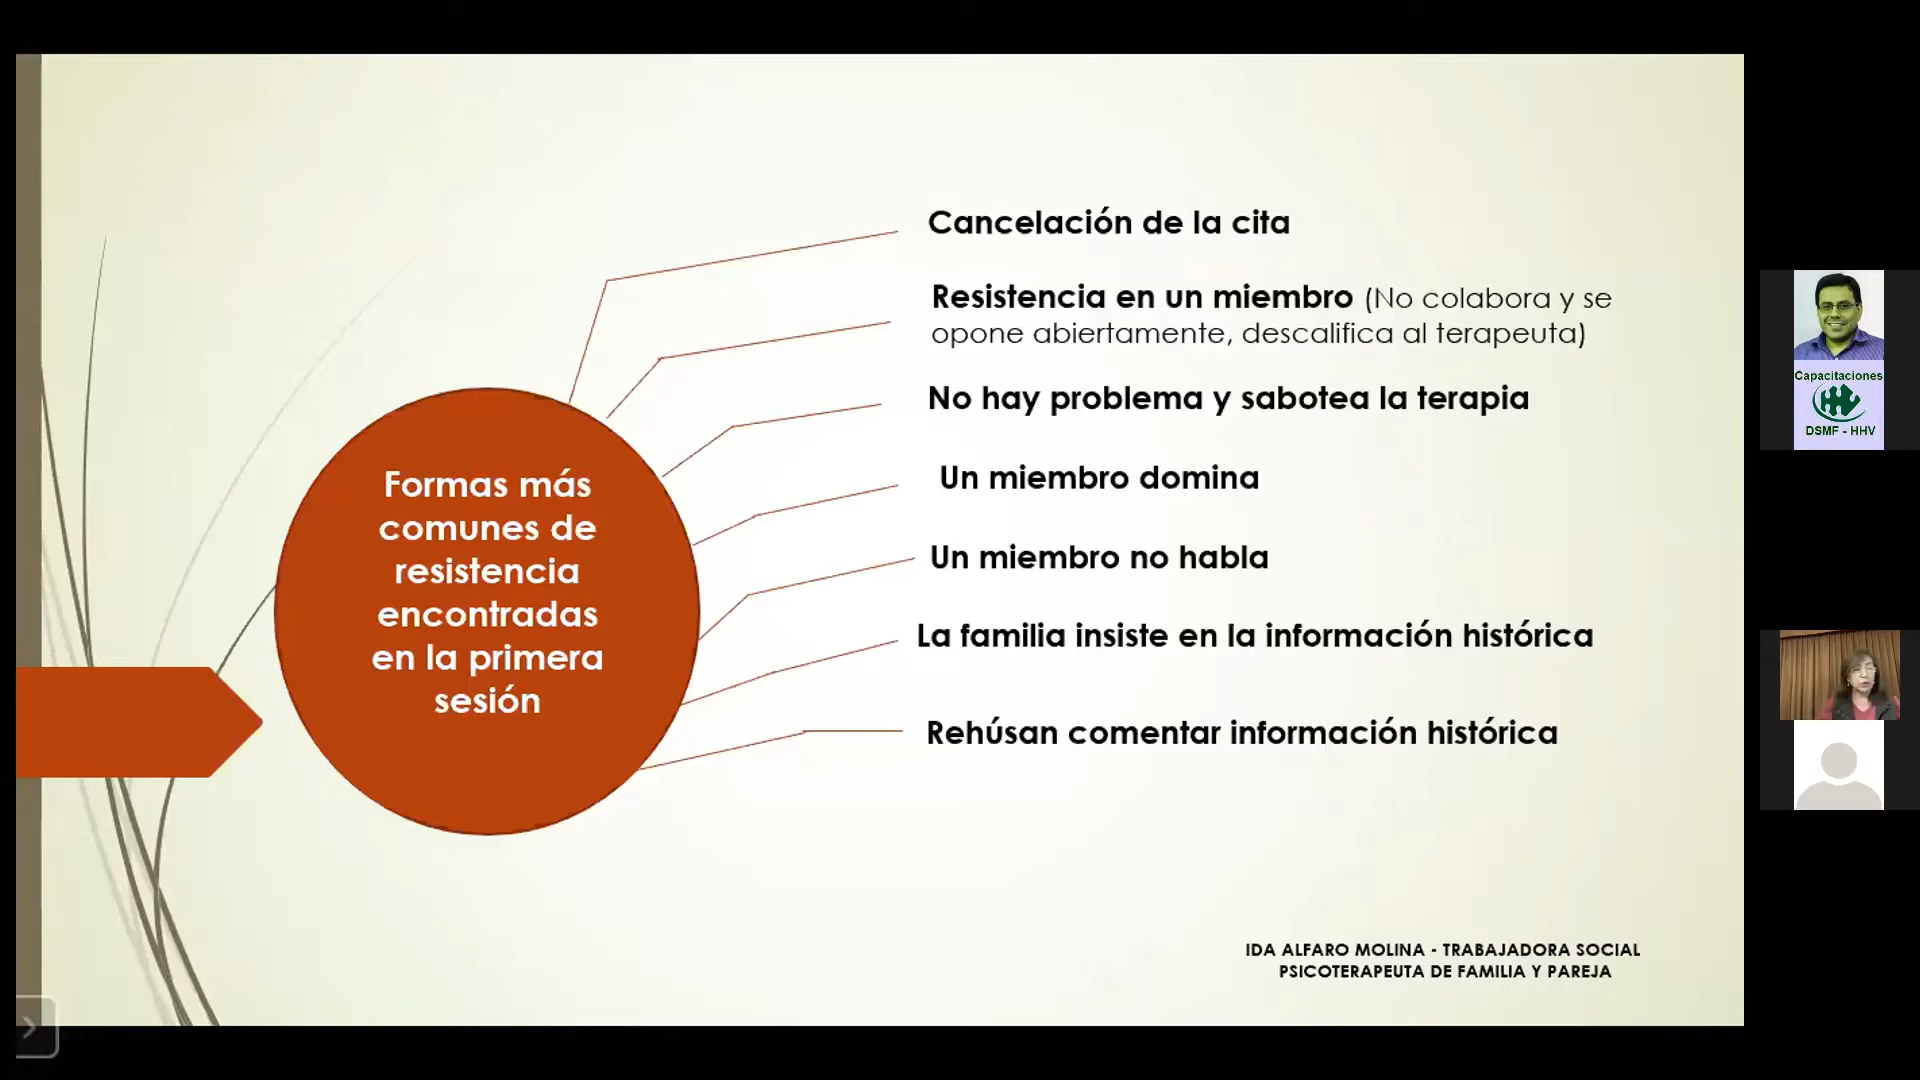 Cancelación de la cita
Resistencia en un miembro (No colabora y se
opone abiertamente, descalifica al terapeuta)
No hay problema y sabotea la terapia
Un miembro domina
Un miembro no habla
La familia insiste en la información histórica
Rehúsan comentar información histórica
Formas más
comunes de
resistencia
encontradas
en la primera
sesión
IDA ALFARO MOLINA - TRABAJADORA SOCIAL
PSICOTERAPEUTA DE FAMILIA Y PAREJA
Capacitaciones
DSMF - HHV